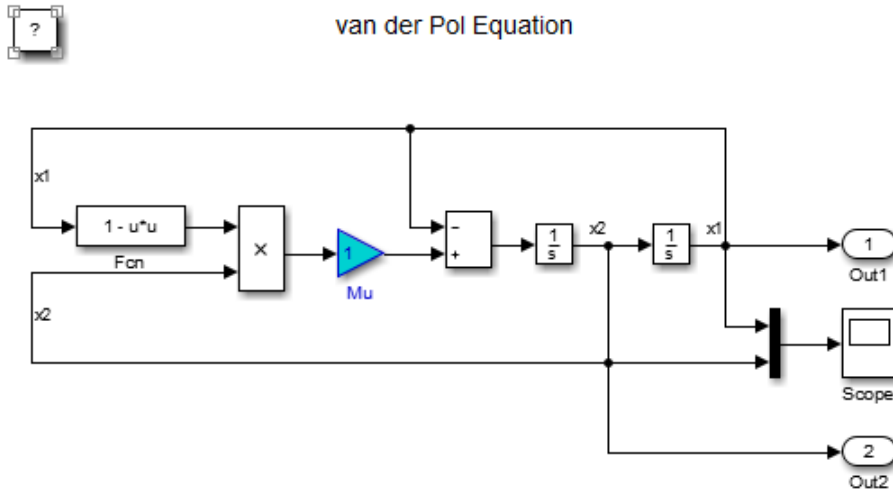 ?
van der Pol Equation
x1
1 - u*u
Fcn
×
x2
1
Mu
−
+
1
s
x2
1
s
x1
1
Out1
Scope
2
Out2